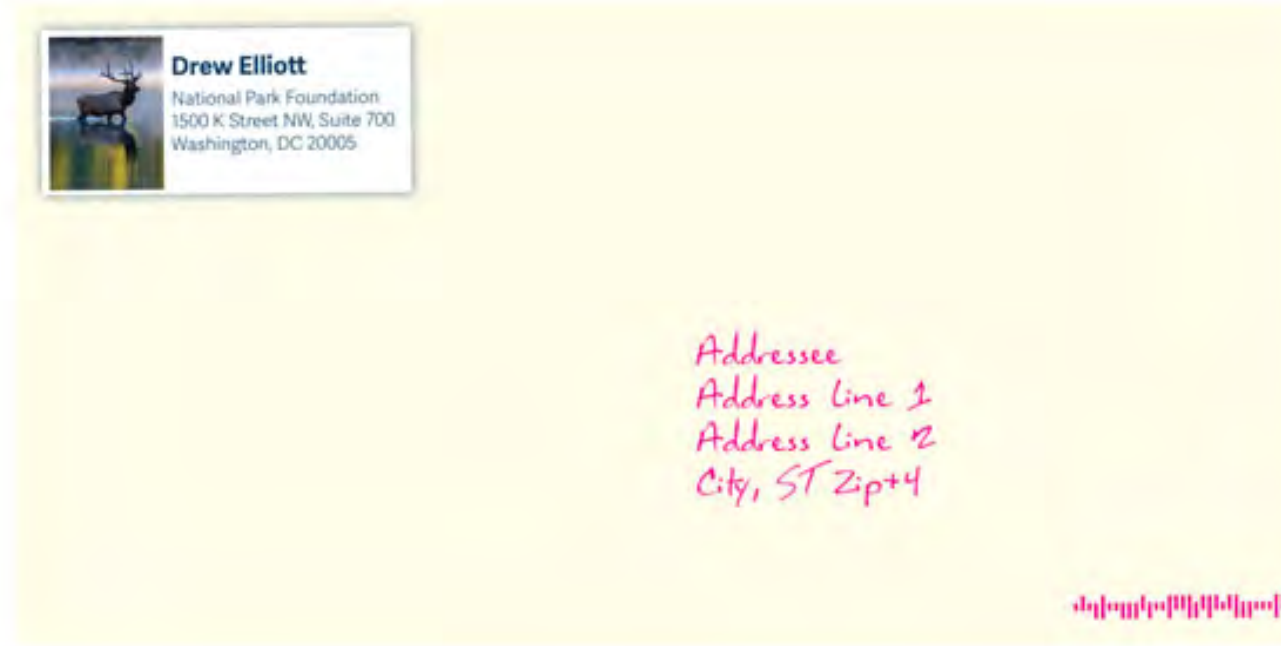 Drew Elliott
National Park Foundation
1500 K Street NW, Suite 700
Washington, DC 20005
Addressee
Address Line 1
Address Line 2
City, ST Zip+4